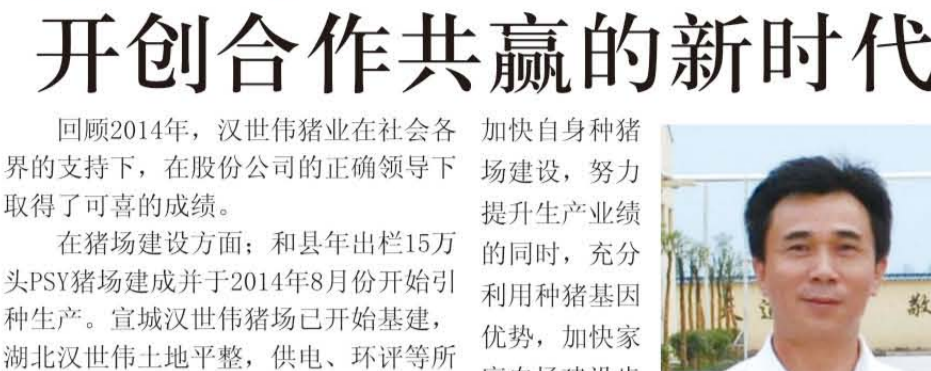 开创合作共赢的新时代
回顾2014年，汉世伟猪业在社会各
界的支持下，在股份公司的正确领导下
取得了可喜的成绩。
在猪场建设方面；和县年出栏15万
头PSY猪场建成并于2014年8月份开始引
种生产。宣城汉世伟猪场已开始基建，
湖北汉世伟土地平整，供电、环评等所
加快自身种猪
场建设，努力
提升生产业绩
的同时，充分
利用种猪基因
优势，加快家
庭农场建设步
敬